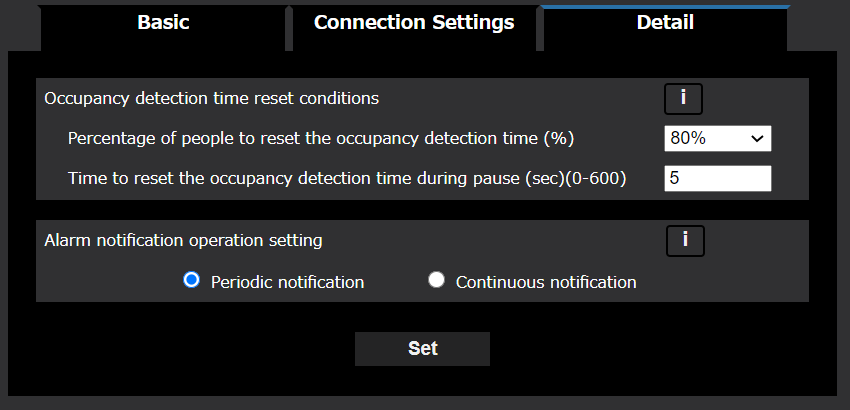 Basic Connection Settings Detail
Occupancy detection time reset conditions i
Percentage of people to reset the occupancy detection time (%) 80%
Time to reset the occupancy detection time during pause (sec)(0-600) 5
Alarm notification operation setting i
Periodic notification Continuous notification
Set